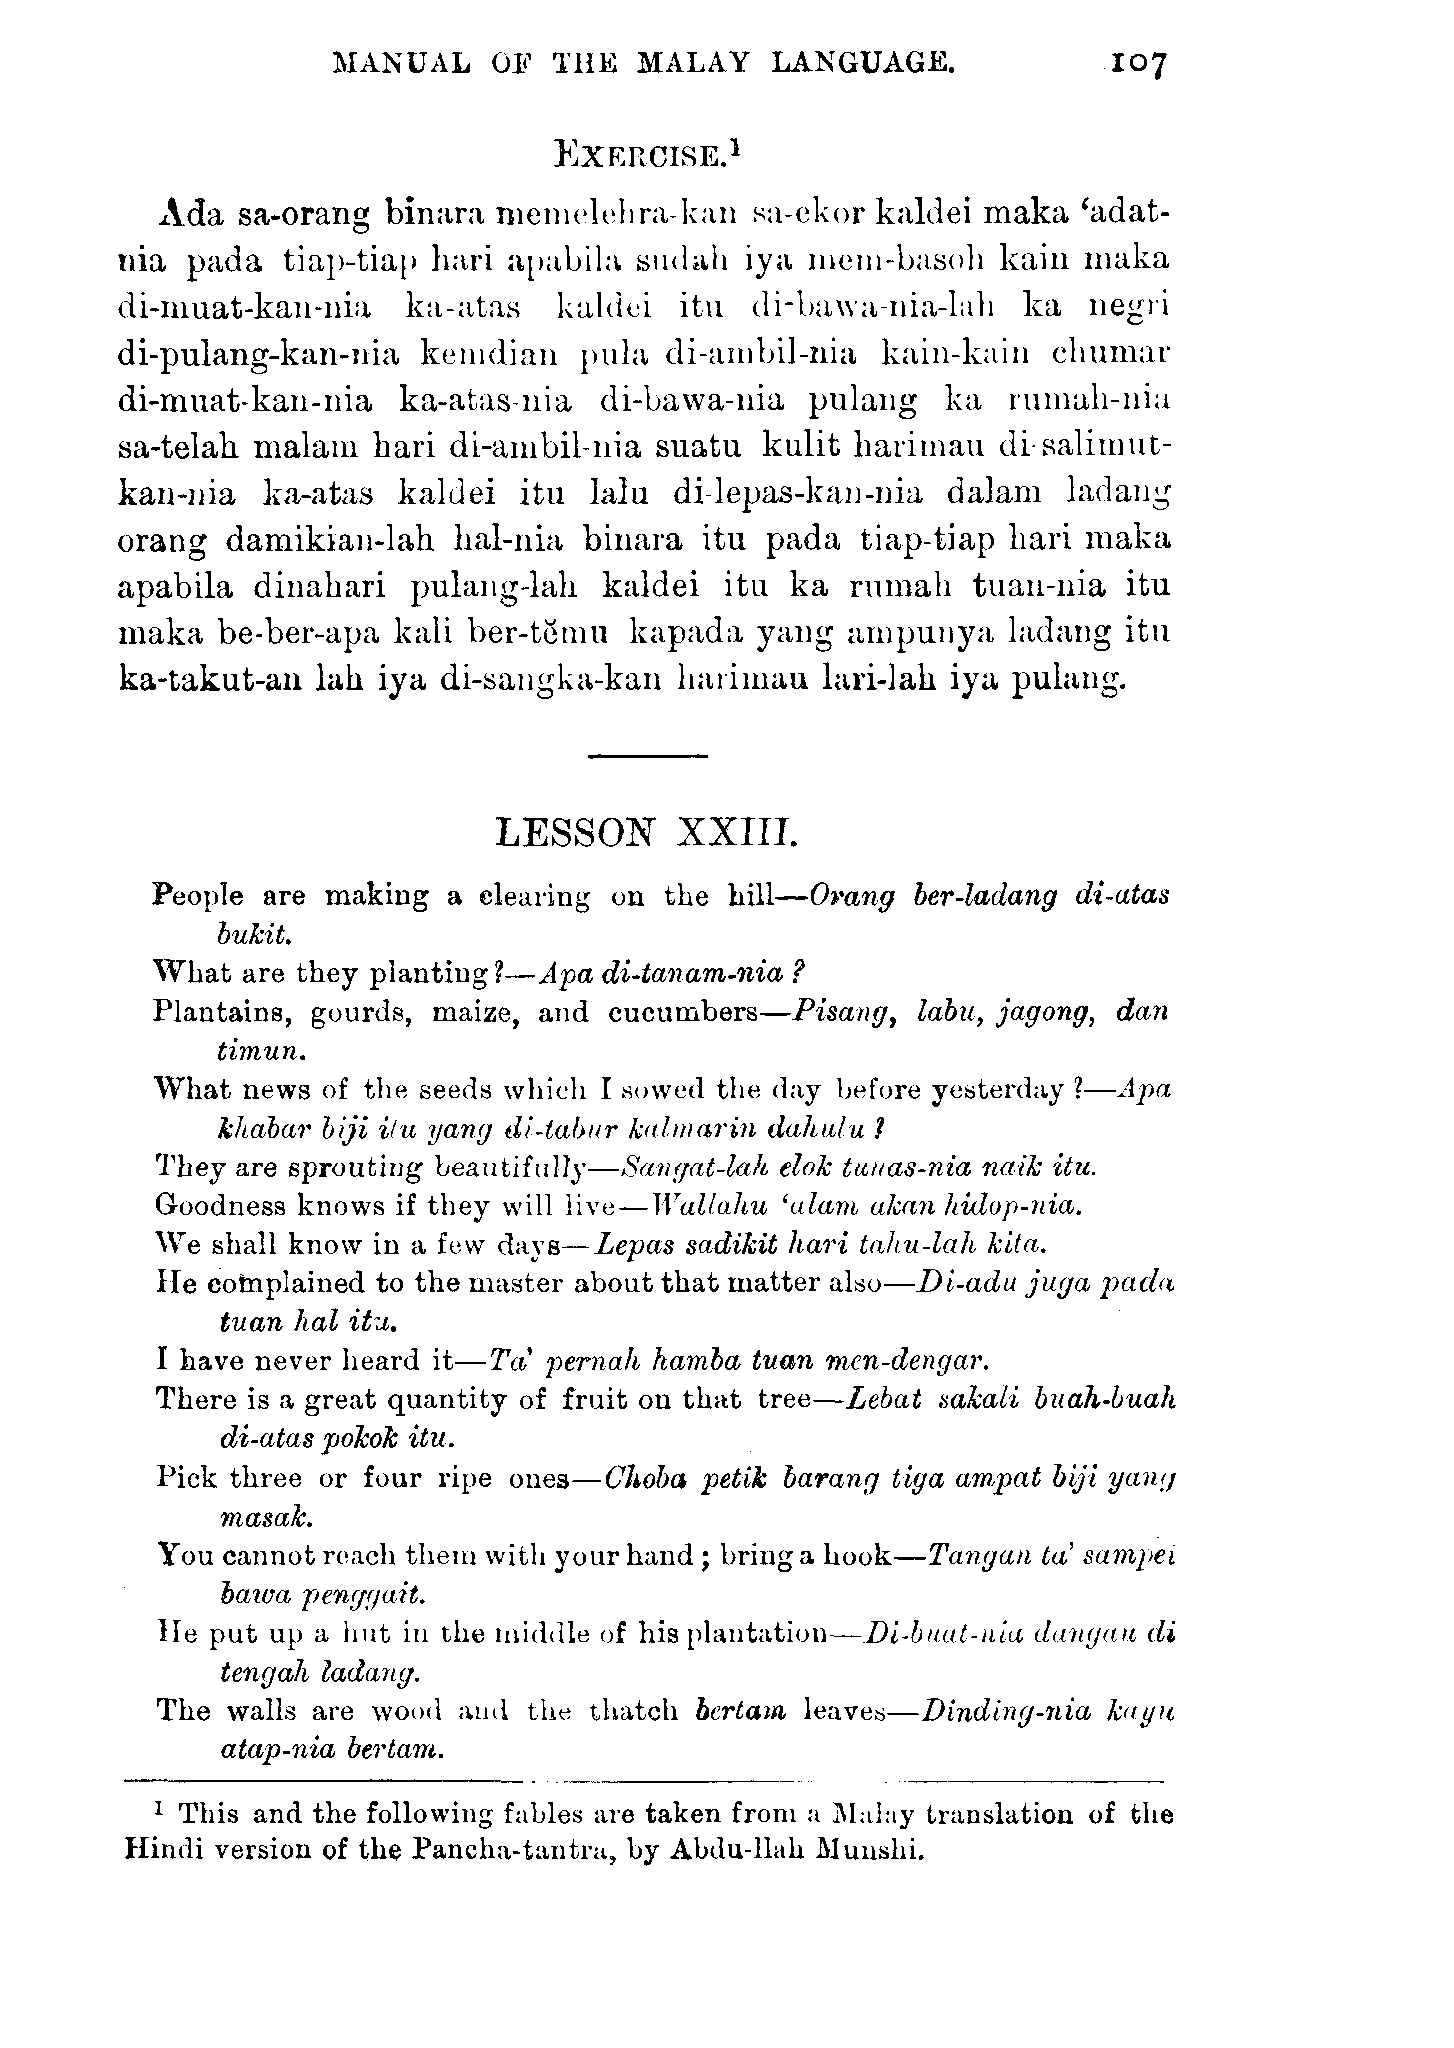 MANUAL OF THE MALAY LANGUAGE. 107
EXERCISE.¹
Ada sa-orang binara memelehra-kan sa-ekor kaldei maka ‘adat-
nia pada tiap-tiap hari apabila sudah iya mem-basoh kain maka
di-muat-kan-nia ka-atas kaldei itu di-bawa-nia-lah ka negri
di-pulang-kan-nia kemdian pula di-ambil-nia kain-kain chumar
di-muat-kan-nia ka-atas-nia di-bawa-nia pulang ka rumah-nia
sa-telah malam hari di-ambil-nia suatu kulit harimau di-salimut-
kan-nia ka-atas kaldei itu lalu di-lepas-kan-nia dalam ladang
orang damikian-lah hal-nia binara itu pada tiap-tiap hari maka
apabila dinahari pulang-lah kaldei itu ka rumah tuan-nia itu
maka be-ber-apa kali ber-tĕmu kapada yang ampunya ladang itu
ka-takut-an lah iya di-sangka-kan harimau lari-lah iya pulang.
LESSON XXIII.
People are making a clearing on the hill—Orang ber-ladang di-atas
bukit.
What are they planting?—Apa di-tanam-nia?
Plantains, gourds, maize, and cucumbers—Pisang, labu, jagong, dan
timun.
What news of the seeds which I sowed the day before yesterday?—Apa
khabar biji itu yang di-tabur kalmarin dahulu?
They are sprouting beautifully—Sangat-lah elok tunas-nia naik itu.
Goodness knows if they will live—Wallahu ‘alam akan hidop-nia.
We shall know in a few days—Lepas sadikit hari tahu-lah kita.
He complained to the master about that matter also—Di-adu juga pada
tuan hal itu.
I have never heard it—Ta' pernah hamba tuan men-dengar.
There is a great quantity of fruit on that tree—Lebat sakali buah-buah
di-atas pokok itu.
Pick three or four ripe ones—Choba petik barang tiga ampat biji yang
masak.
You cannot reach them with your hand; bring a hook—Tangan ta' sampei
bawa penggait.
He put up a hut in the middle of his plantation—Di-buat-nia dangau di
tengah ladang.
The walls are wood and the thatch bertam leaves—Dinding-nia kayu
atap-nia bertam.
¹ This and the following fables are taken from a Malay translation of the
Hindi version of the Pancha-tantra, by Abdu-llah Munshi.